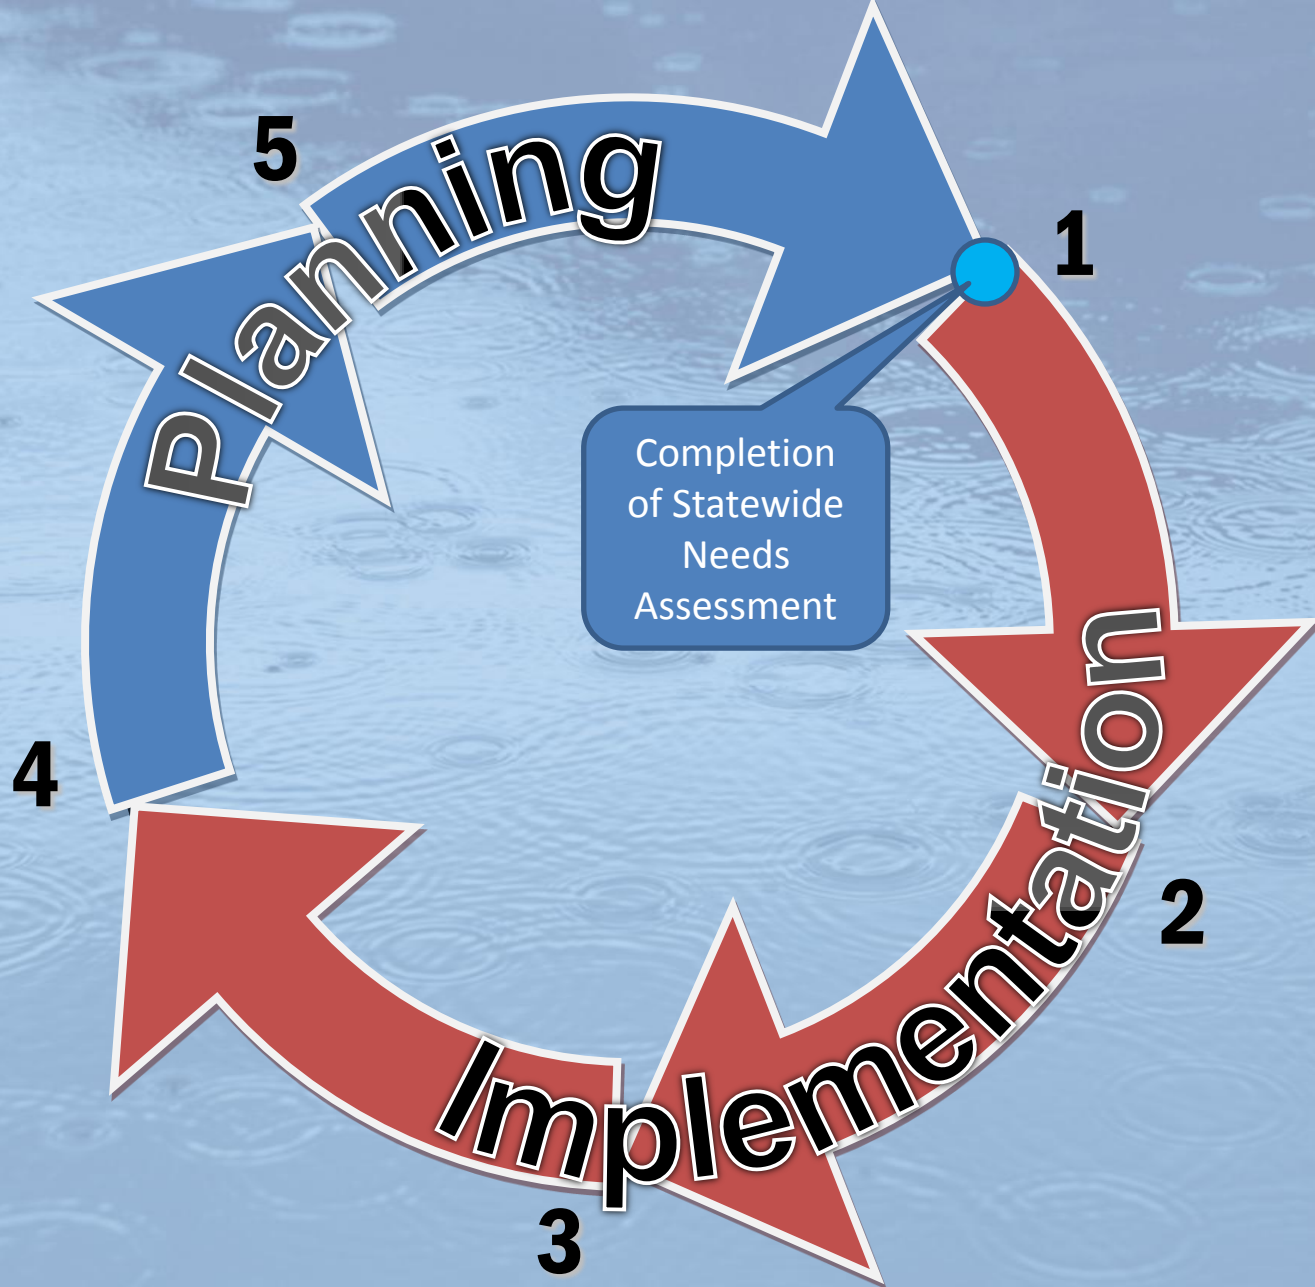 5
Planning
1
Completion
of Statewide
Needs
Assessment
4
2
Implementation
3